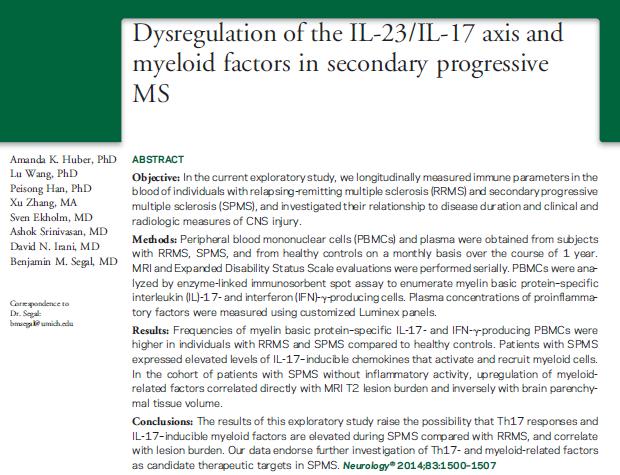 Dysregulation of the IL-23/IL-17 axis and
myeloid factors in secondary progressive
MS
Amanda K. Huber, PhD
Lu Wang, PhD
Peisong Han, PhD
Xu Zhang, MA
Sven Ekholm, MD
Ashok Srinivasan, MD
David N. Irani, MD
Benjamin M. Segal, MD
Correspondence to
Dr. Segal:
bmsegal@umich.edu
ABSTRACT
Objective: In the current exploratory study, we longitudinally measured immune parameters in the
blood of individuals with relapsing-remitting multiple sclerosis (RRMS) and secondary progressive
multiple sclerosis (SPMS), and investigated their relationship to disease duration and clinical and
radiologic measures of CNS injury.
Methods: Peripheral blood mononuclear cells (PBMCs) and plasma were obtained from subjects
with RRMS, SPMS, and from healthy controls on a monthly basis over the course of 1 year.
MRI and Expanded Disability Status Scale evaluations were performed serially. PBMCs were ana-
lyzed by enzyme-linked immunosorbent spot assay to enumerate myelin basic protein-specific
interleukin (IL)-17- and interferon (IFN)-γ-producing cells. Plasma concentrations of proinflamma-
tory factors were measured using customized Luminex panels.
Results: Frequencies of myelin basic protein-specific IL-17- and IFN-γ-producing PBMCs were
higher in individuals with RRMS and SPMS compared to healthy controls. Patients with SPMS
expressed elevated levels of IL-17-inducible chemokines that activate and recruit myeloid cells.
In the cohort of patients with SPMS without inflammatory activity, upregulation of myeloid-
related factors correlated directly with MRI T2 lesion burden and inversely with brain parenchy-
mal tissue volume.
Conclusions: The results of this exploratory study raise the possibility that Th17 responses and
IL-17-inducible myeloid factors are elevated during SPMS compared with RRMS, and correlate
with lesion burden. Our data endorse further investigation of Th17- and myeloid-related factors
as candidate therapeutic targets in SPMS. Neurology® 2014;83:1500-1507